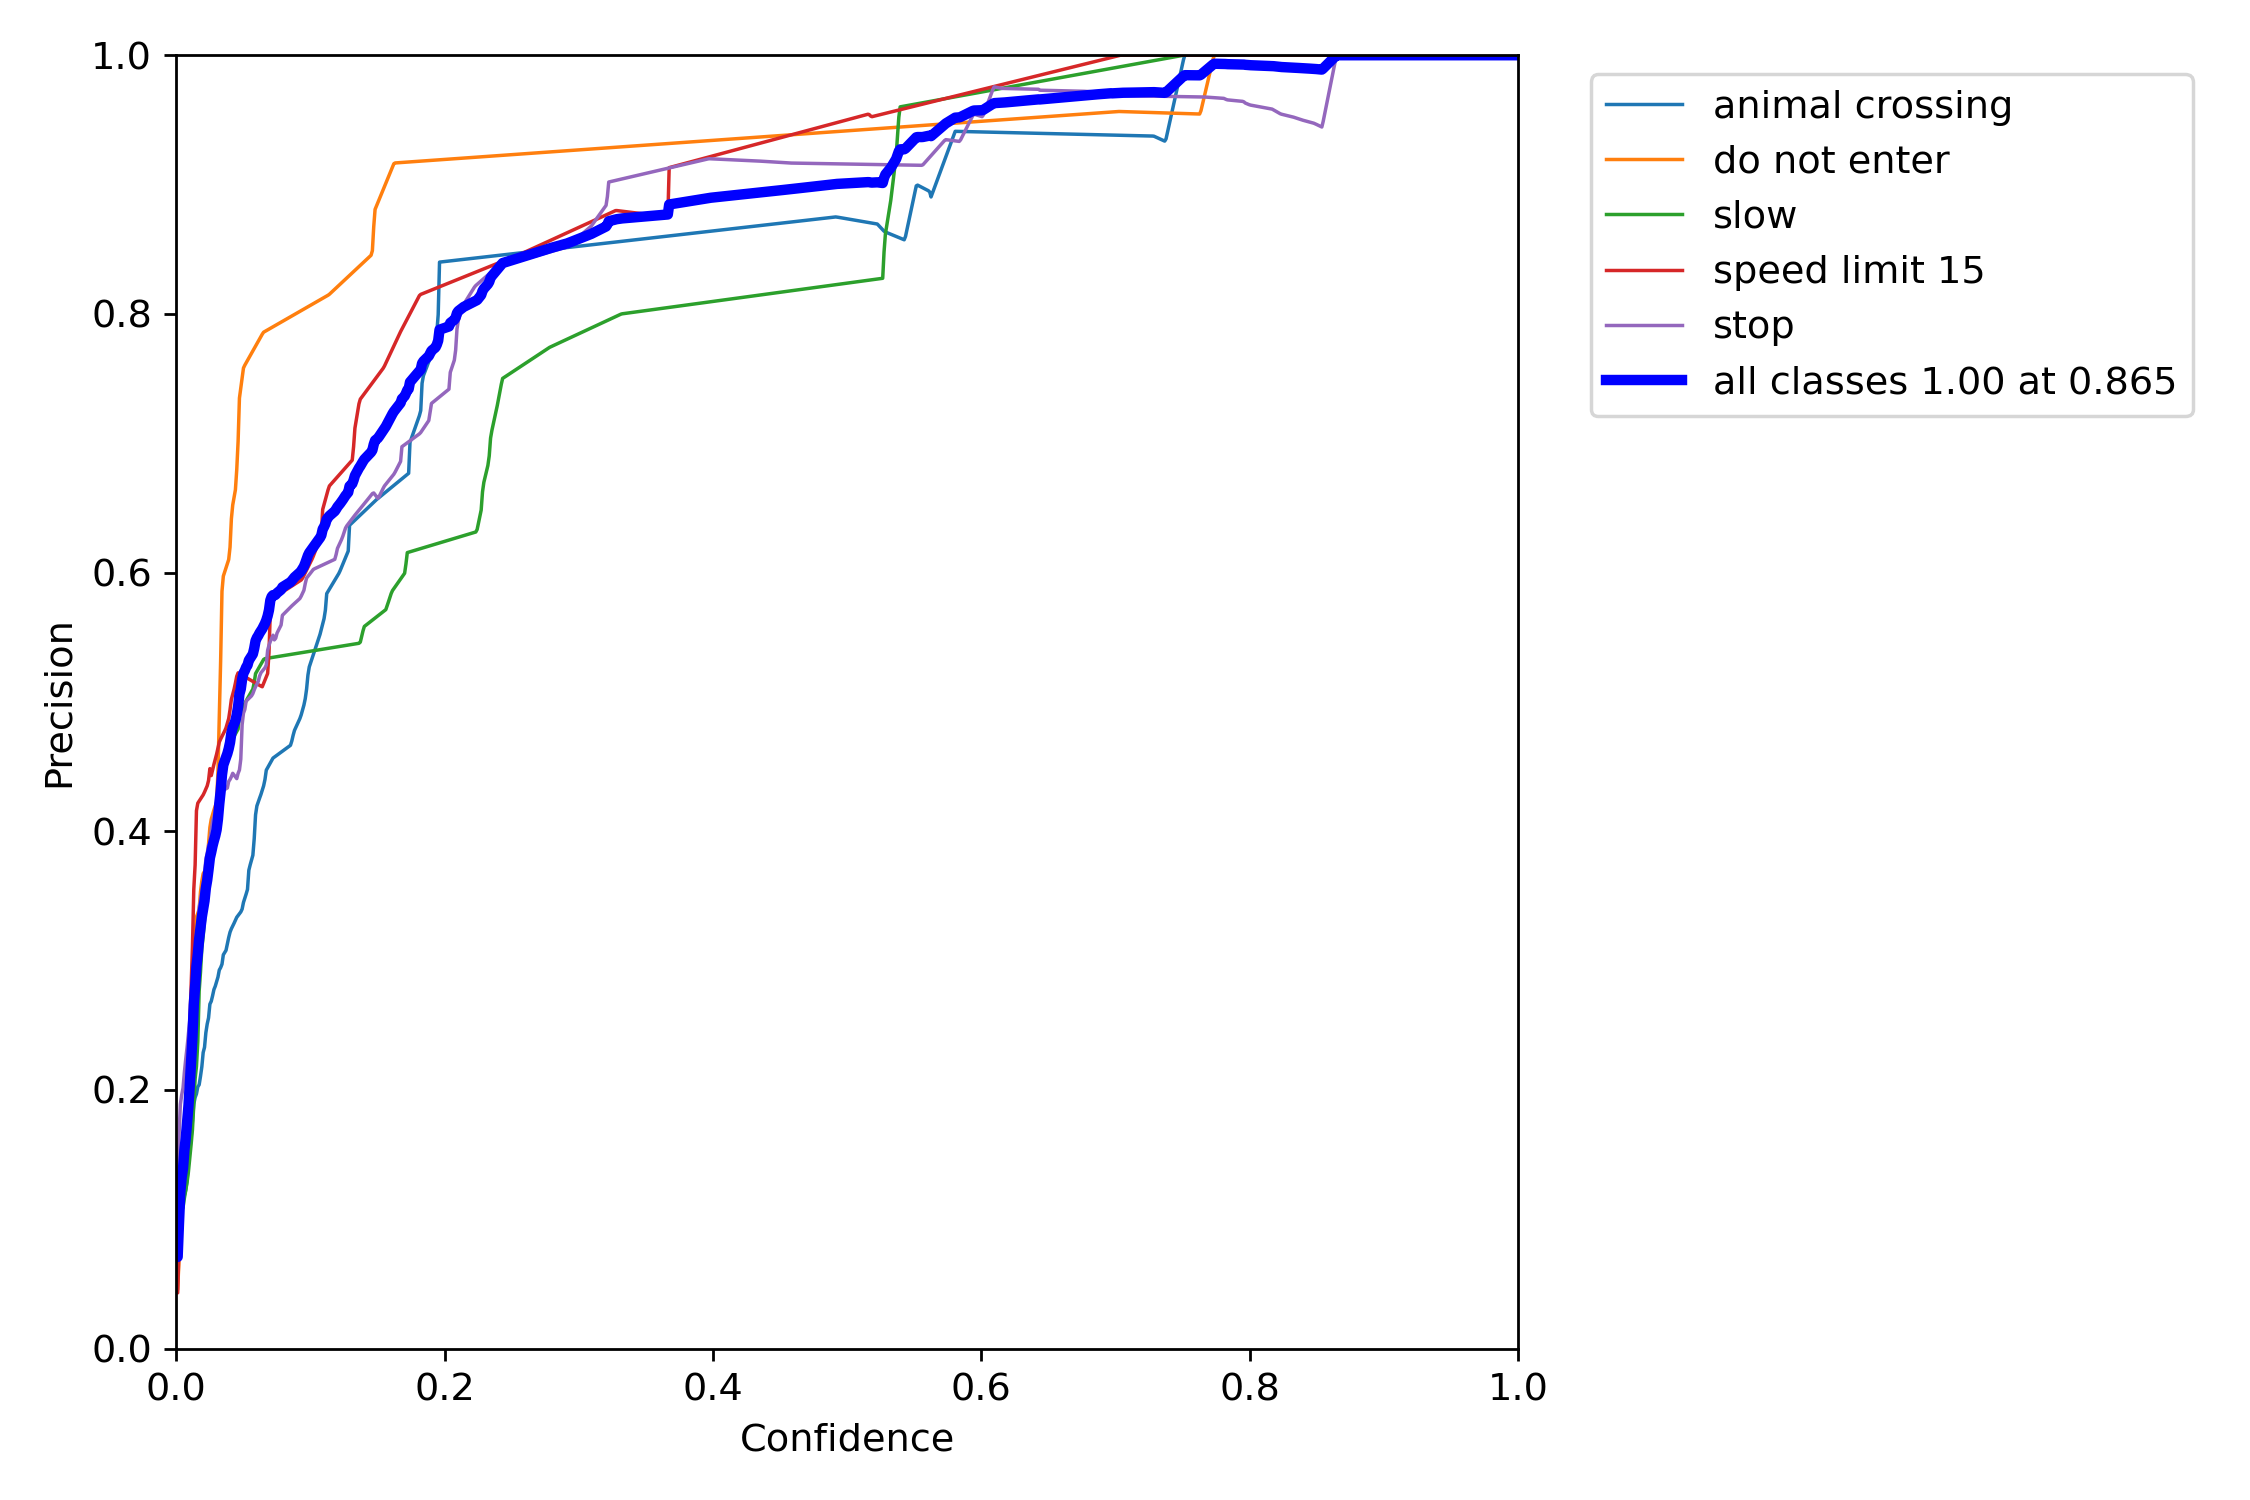 1.0
0.8
0.6
0.4
0.2
0.0
Precision
0.0 0.2 0.4 0.6 0.8 1.0
Confidence
animal crossing
do not enter
slow
speed limit 15
stop
all classes 1.00 at 0.865